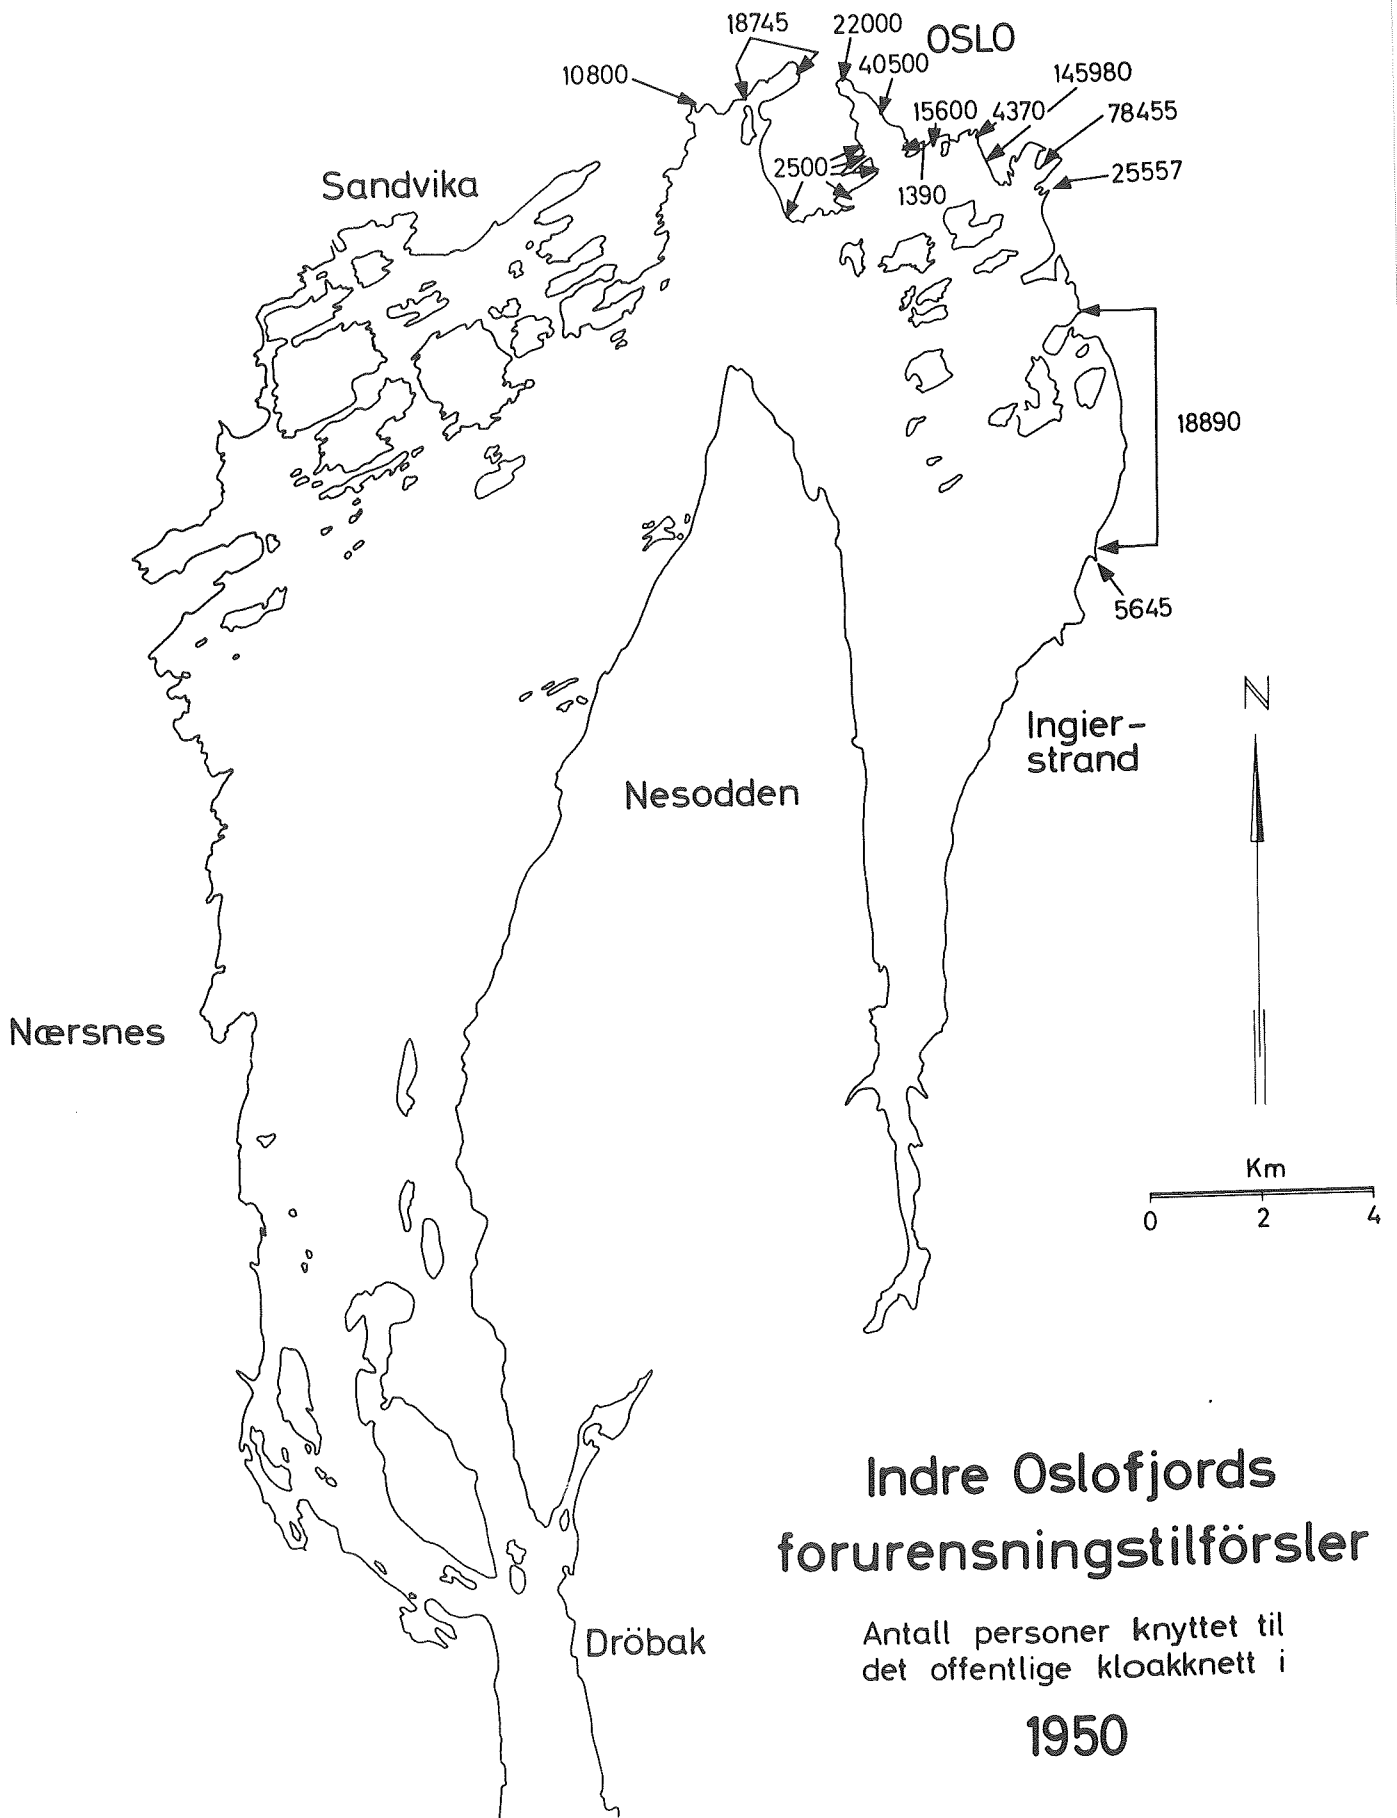 18745
22000
OSLO
10800
40500
145980
15600
4370
78455
2500
1390
25557
Sandvika
18890
5645
N
Ingier-
strand
Nesodden
Nærsnes
Km
0 2 4
Indre Oslofjords
forurensningstilförsler
Antall personer knyttet til
det offentlige kloakknett i
1950
Dröbak